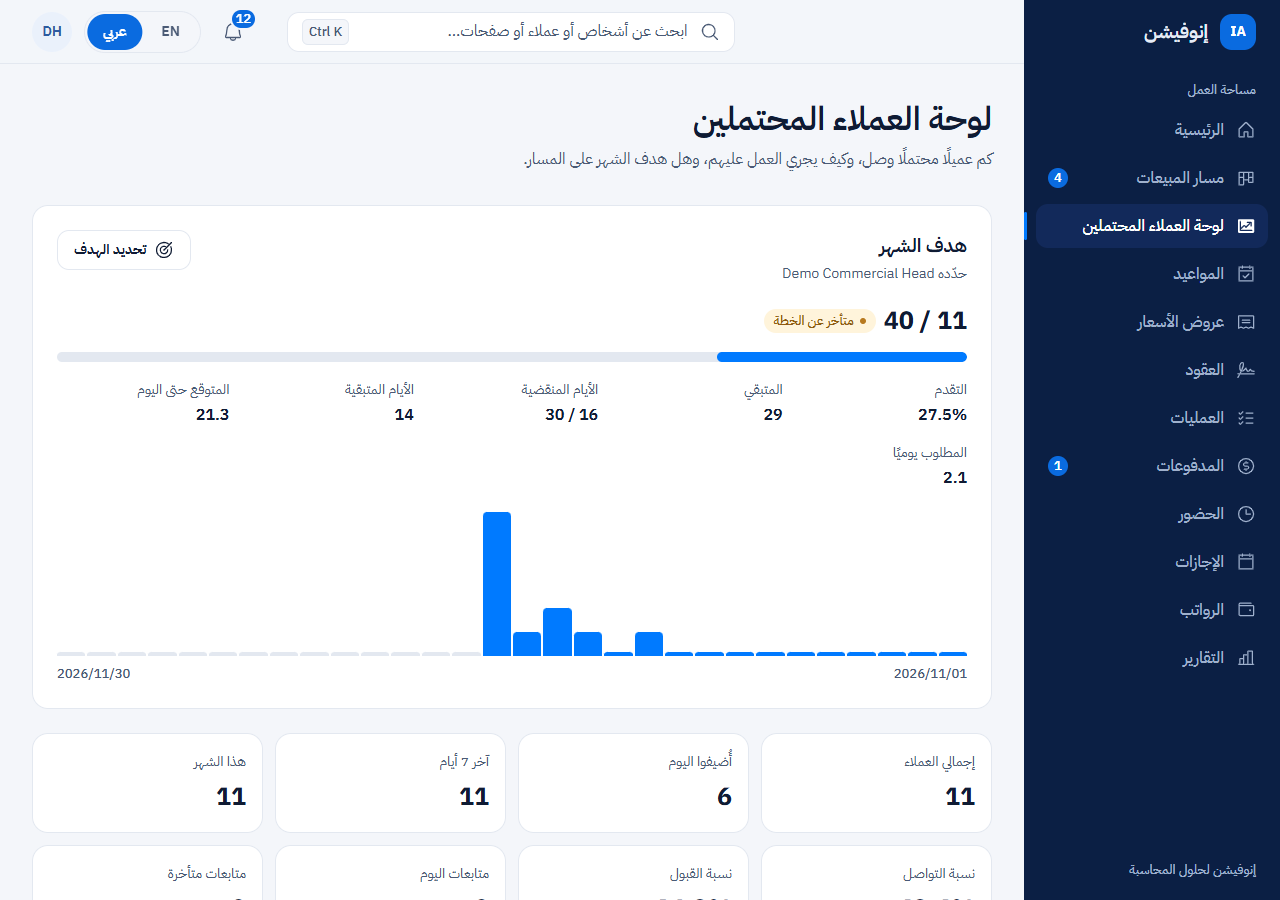 IA
إنوفيشن
ابحث عن أشخاص أو عملاء أو صفحات...
Ctrl K
12
EN
عربي
DH
مساحة العمل
الرئيسية
مسار المبيعات
4
لوحة العملاء المحتملين
المواعيد
عروض الأسعار
العقود
العمليات
المدفوعات
1
الحضور
الإجازات
الرواتب
التقارير
إنوفيشن لحلول المحاسبة
لوحة العملاء المحتملين
كم عميلًا محتملًا وصل، وكيف يجري العمل عليهم، وهل هدف الشهر على المسار.
هدف الشهر
تحديد الهدف
حدّده Demo Commercial Head
11 / 40
متأخر عن الخطة
التقدم
27.5%
المتبقي
29
الأيام المنقضية
16 / 30
الأيام المتبقية
14
المتوقع حتى اليوم
21.3
المطلوب يوميًا
2.1
2026/11/01
2026/11/30
إجمالي العملاء
11
أُضيفوا اليوم
6
آخر 7 أيام
11
هذا الشهر
11
نسبة التواصل
نسبة القبول
متابعات اليوم
متابعات متأخرة